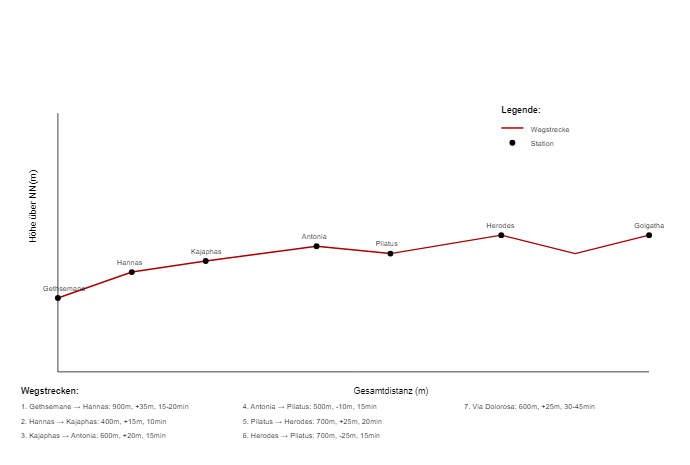 Legende:
Wegstrecke
Station
Höhe über NN(m)
Gethsemane
Hannas
Kajaphas
Antonia
Pilatus
Herodes
Golgatha
Gesamtdistanz (m)
Wegstrecken:
1. Gethsemane → Hannas: 900m, +35m, 15-20min
2. Hannas → Kajaphas: 400m, +15m, 10min
3. Kajaphas → Antonia: 600m, +20m, 15min
4. Antonia → Pilatus: 500m, -10m, 15min
5. Pilatus → Herodes: 700m, +25m, 20min
6. Herodes → Pilatus: 700m, -25m, 15min
7. Via Dolorosa: 600m, +25m, 30-45min